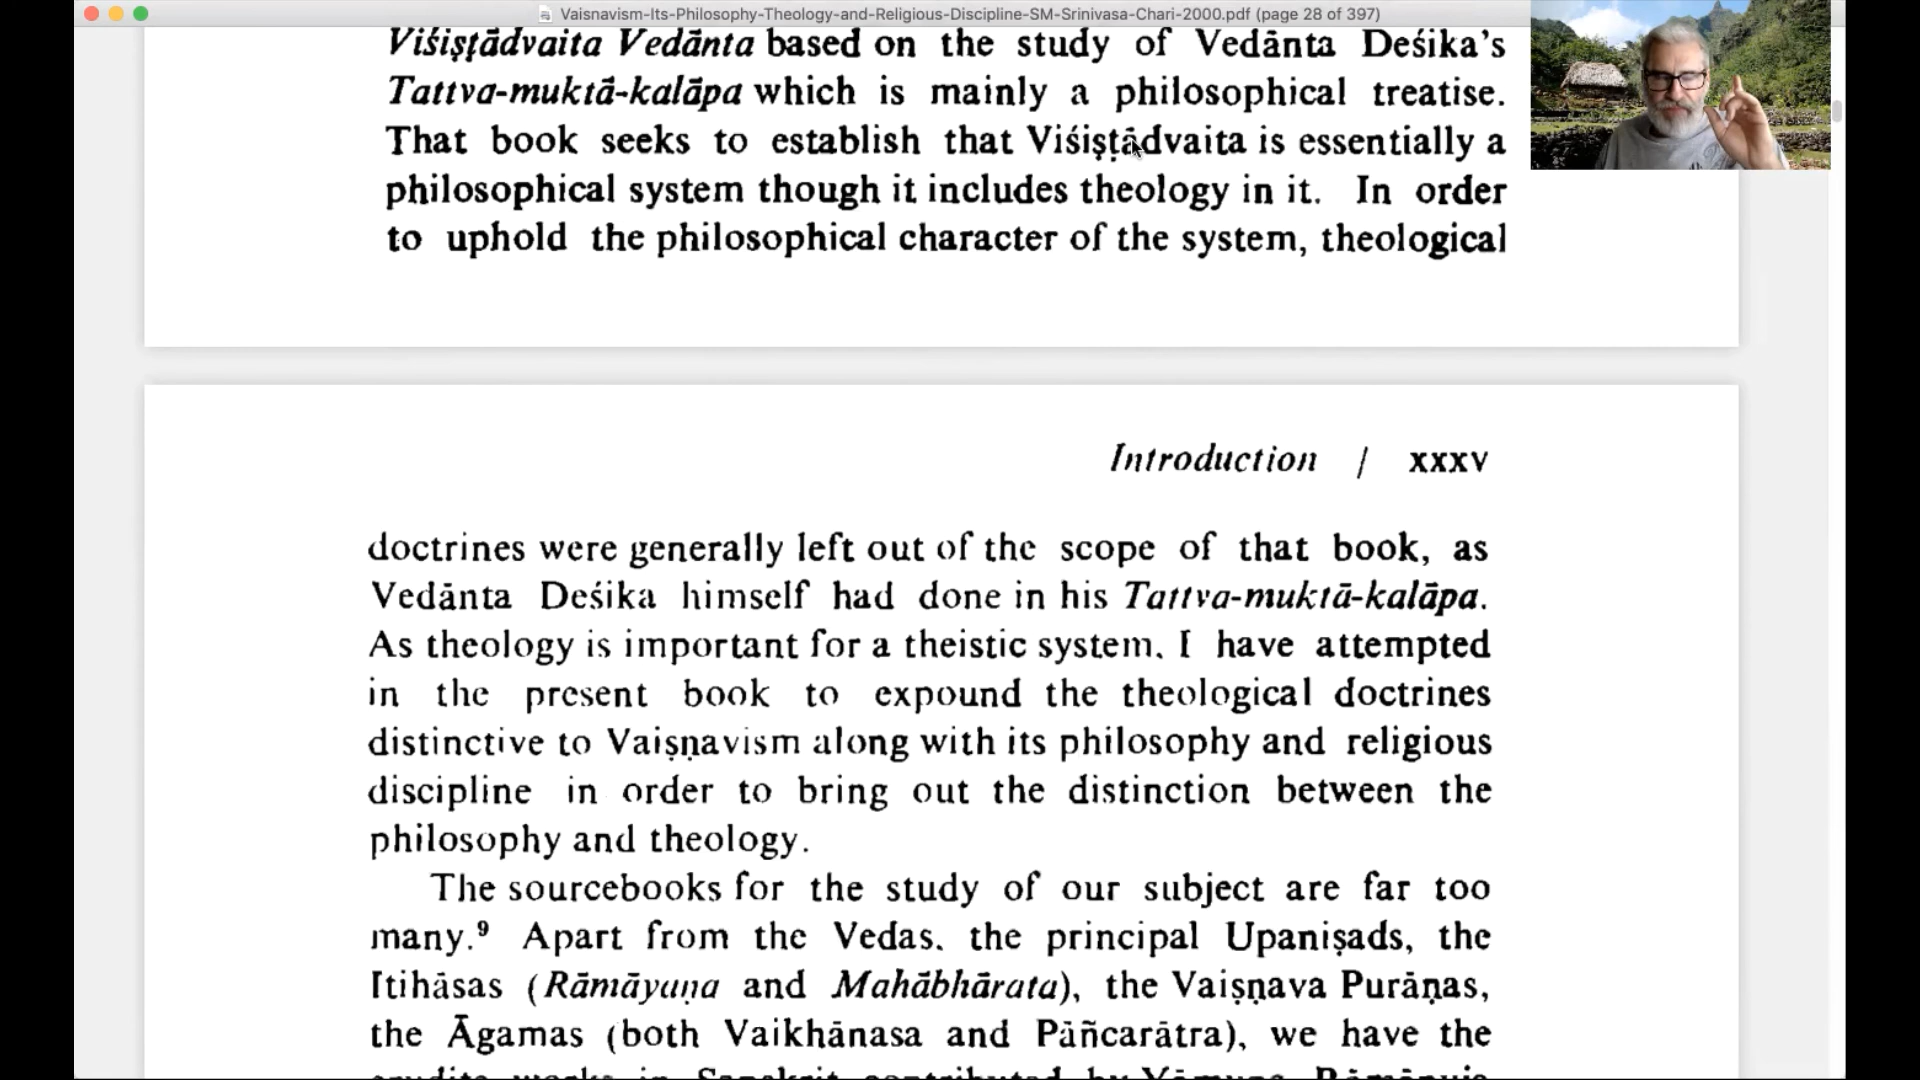 Vaisnavism-Its-Philosophy-Theology-and-Religious-Discipline-SM-Srinivasa-Chari-2000.pdf (page 28 of 397)
Viśiṣṭādvaita Vedānta based on the study of Vedānta Deśika's
Tattva-muktā-kalāpa which is mainly a philosophical treatise.
That book seeks to establish that Viśiṣṭādvaita is essentially a
philosophical system though it includes theology in it. In order
to uphold the philosophical character of the system, theological
Introduction / xxxv
doctrines were generally left out of the scope of that book, as
Vedānta Deśika himself had done in his Tattva-muktā-kalāpa.
As theology is important for a theistic system. I have attempted
in the present book to expound the theological doctrines
distinctive to Vaiṣṇavism along with its philosophy and religious
discipline in order to bring out the distinction between the
philosophy and theology.
The sourcebooks for the study of our subject are far too
many.⁹ Apart from the Vedas. the principal Upaniṣads, the
Itihāsas (Rāmāyaṇa and Mahābhārata), the Vaiṣṇava Purāṇas,
the Āgamas (both Vaikhānasa and Pāñcarātra), we have the